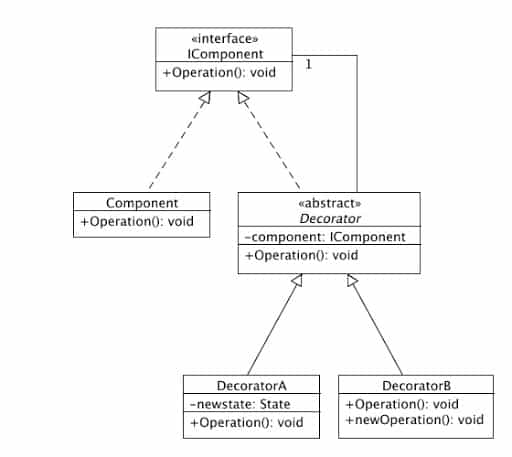 «interface»
IComponent
+Operation(): void
1
Component
+Operation(): void
«abstract»
Decorator
-component: IComponent
+Operation(): void
DecoratorA
-newstate: State
+Operation(): void
DecoratorB
+Operation(): void
+newOperation(): void